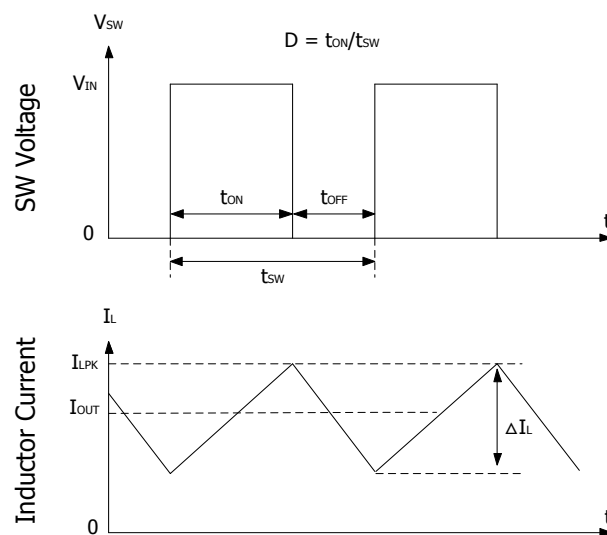 VSW
D = tON/tSW
SW Voltage
VIN
tON
tOFF
0
t
tSW
IL
Inductor Current
ILPK
IOUT
△IL
0
t